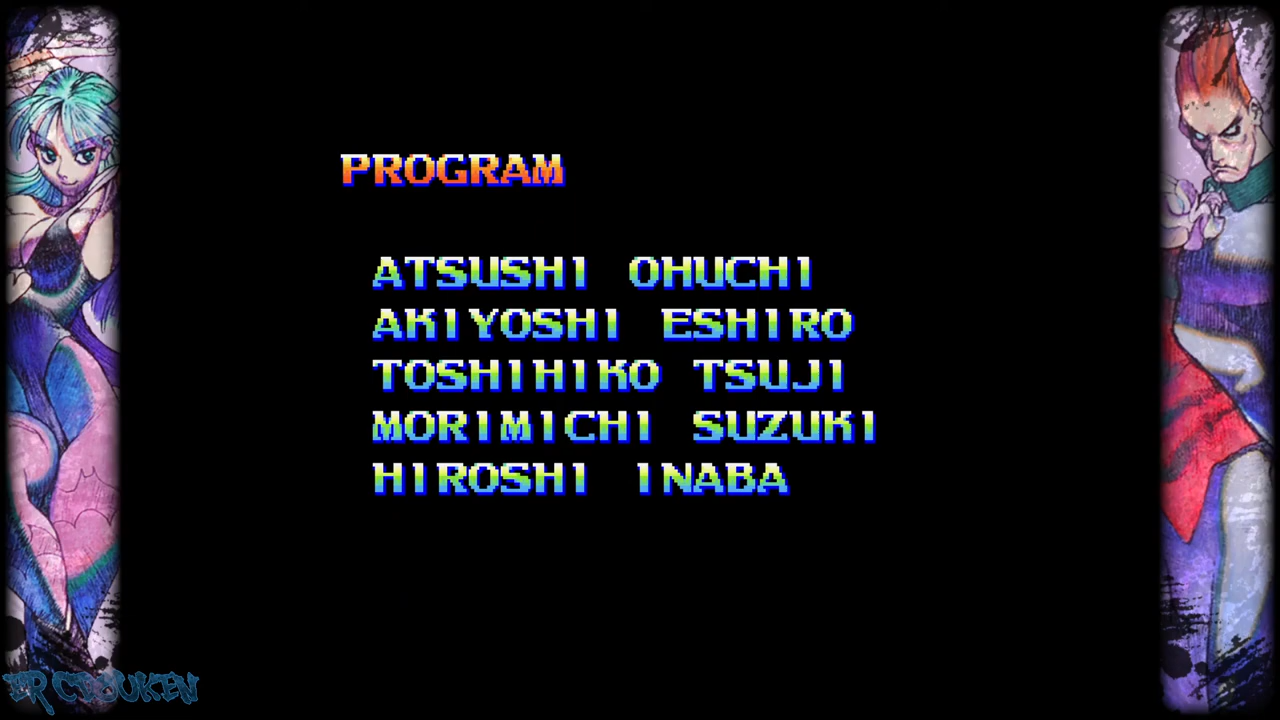 PROGRAM
ATSUSHI OHUCHI
AKIYOSHI ESHIRO
TOSHIHIKO TSUJI
MORIMICHI SUZUKI
HIROSHI INABA